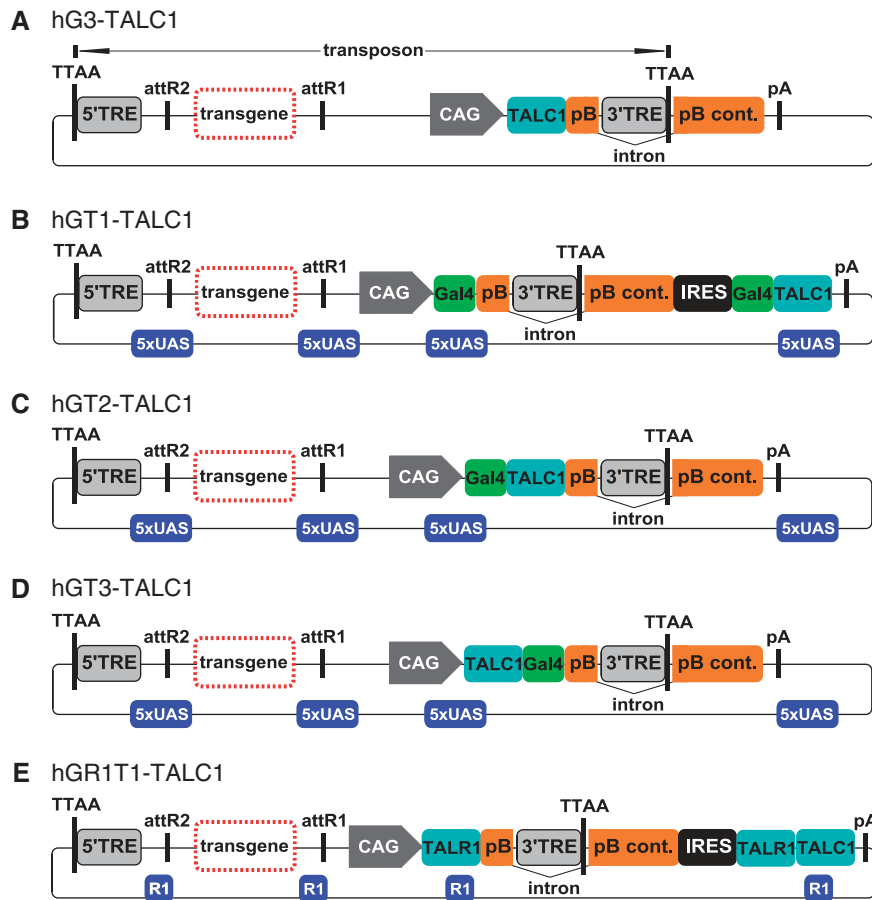 A hG3-TALC1
transposon
TTAA TTAA
attR2 attR1 pA
5'TRE transgene CAG TALC1 pB 3'TRE pB cont.
intron
B hGT1-TALC1
TTAA TTAA
attR2 attR1 pA
5'TRE transgene CAG Gal4 pB 3'TRE pB cont. IRES Gal4 TALC1
intron
5xUAS 5xUAS 5xUAS 5xUAS
C hGT2-TALC1
TTAA TTAA
attR2 attR1 pA
5'TRE transgene CAG Gal4 TALC1 pB 3'TRE pB cont.
intron
5xUAS 5xUAS 5xUAS 5xUAS
D hGT3-TALC1
TTAA TTAA
attR2 attR1 pA
5'TRE transgene CAG TALC1 Gal4 pB 3'TRE pB cont.
intron
5xUAS 5xUAS 5xUAS 5xUAS
E hGR1T1-TALC1
TTAA TTAA
attR2 attR1 pA
5'TRE transgene CAG TALR1 pB 3'TRE pB cont. IRES TALR1 TALC1
intron
R1 R1 R1 R1